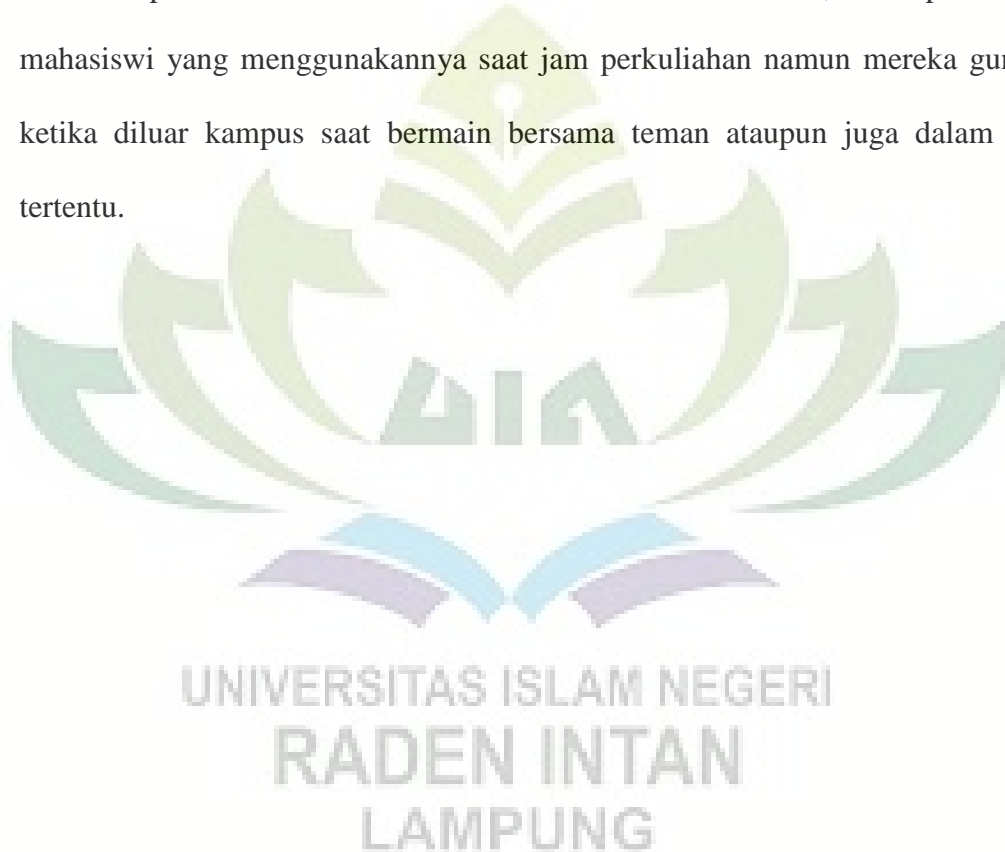 mahasiswi yang menggunakannya saat jam perkuliahan namun mereka
ketika diluar kampus saat bermain bersama teman ataupun juga dalam
tertentu.
UIN
UNIVERSITAS ISLAM NEGERI
RADEN INTAN
LAMPUNG